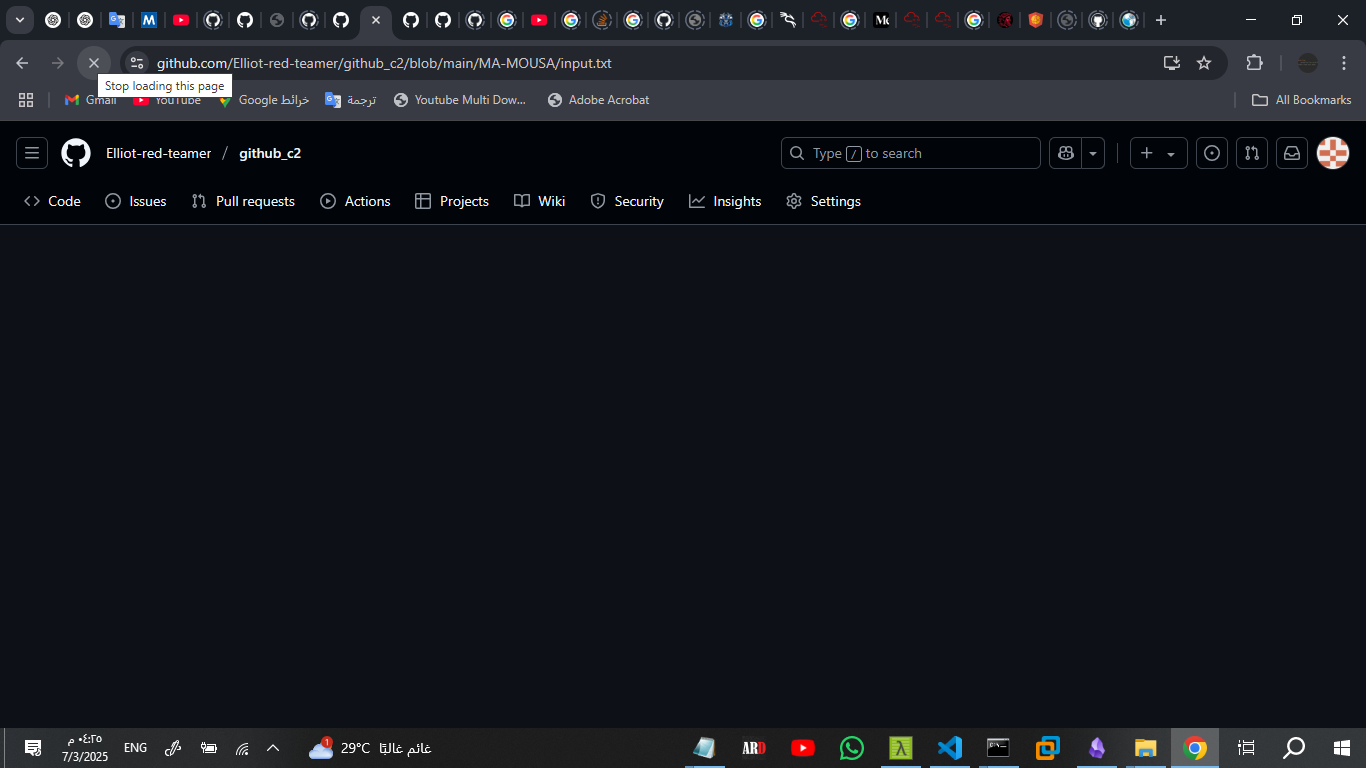 github.com/Elliot-red-teamer/github_c2/blob/main/MA-MOUSA/input.txt
Stop loading this page
Gmail
YouTube
خرائط Google
ترجمة
Youtube Multi Dow...
Adobe Acrobat
All Bookmarks
Elliot-red-teamer / github_c2
Type / to search
Code
Issues
Pull requests
Actions
Projects
Wiki
Security
Insights
Settings
٠٤:٢٥ م
7/3/2025
ENG
1
29°C غائم غالبًا
ARD